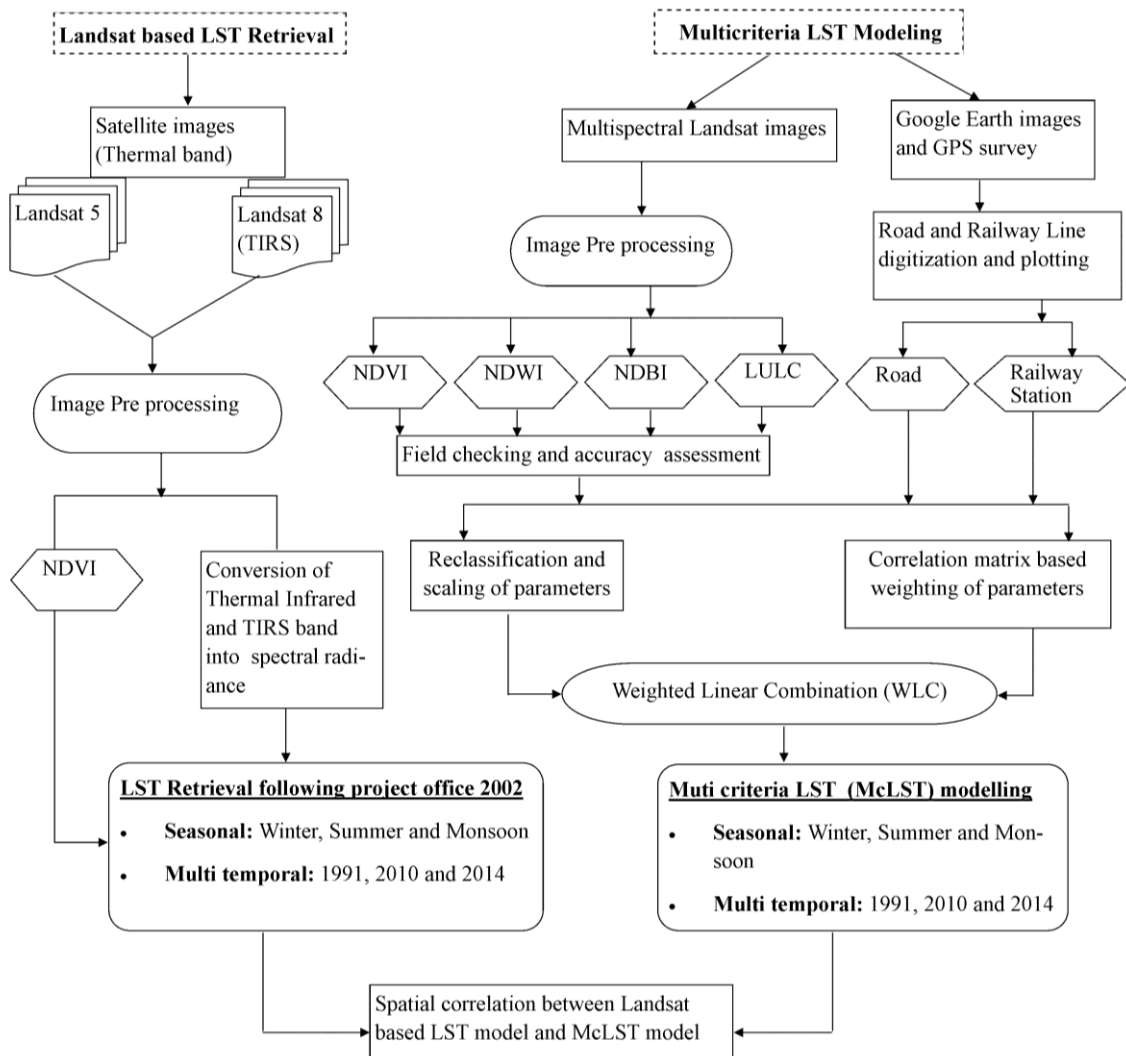 Landsat based LST Retrieval
Satellite images
(Thermal band)
Landsat 5
Landsat 8
(TIRS)
Image Pre processing
NDVI
Conversion of
Thermal Infrared
and TIRS band
into spectral radi-
ance
LST Retrieval following project office 2002
• Seasonal: Winter, Summer and Monsoon
• Multi temporal: 1991, 2010 and 2014
Multicriteria LST Modeling
Multispectral Landsat images
Google Earth images
and GPS survey
Image Pre processing
Road and Railway Line
digitization and plotting
NDVI
NDWI
NDBI
LULC
Road
Railway
Station
Field checking and accuracy assessment
Reclassification and
scaling of parameters
Correlation matrix based
weighting of parameters
Weighted Linear Combination (WLC)
Muti criteria LST (McLST) modelling
• Seasonal: Winter, Summer and Mon-
soon
• Multi temporal: 1991, 2010 and 2014
Spatial correlation between Landsat
based LST model and McLST model